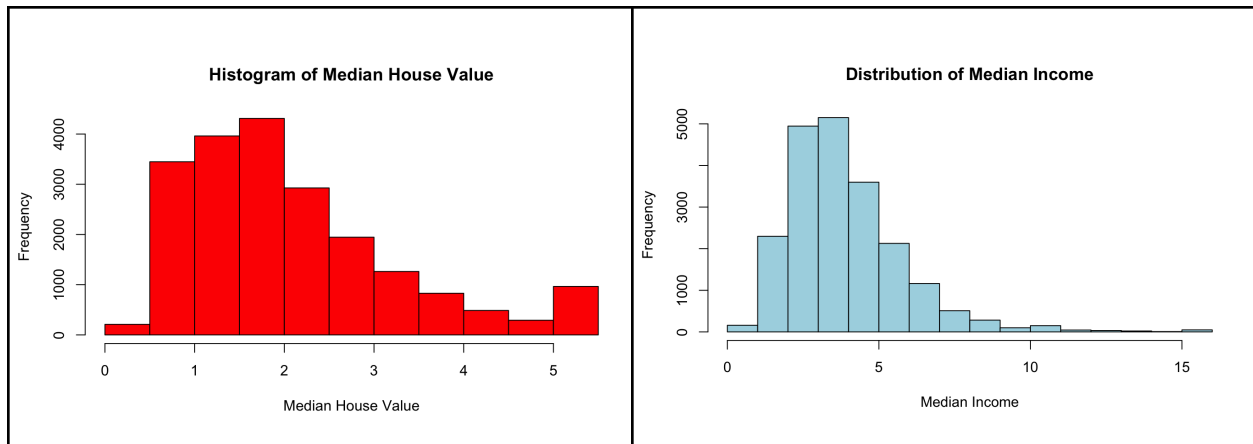 Histogram of Median House Value
Frequency
4000
3000
2000
1000
0
0 1 2 3 4 5
Median House Value
Distribution of Median Income
Frequency
5000
3000
1000
0
0 5 10 15
Median Income